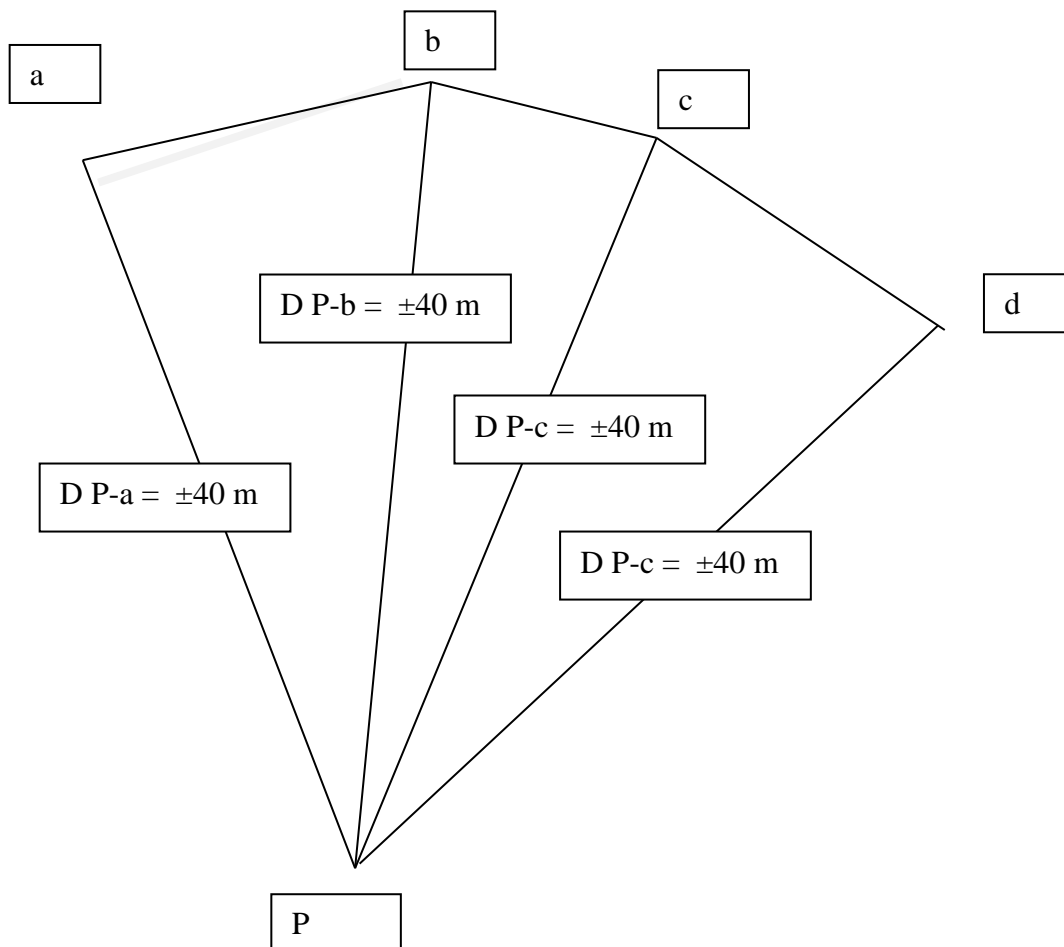 b
a
c
d
D P-b = ±40 m
D P-c = ±40 m
D P-a = ±40 m
D P-c = ±40 m
P